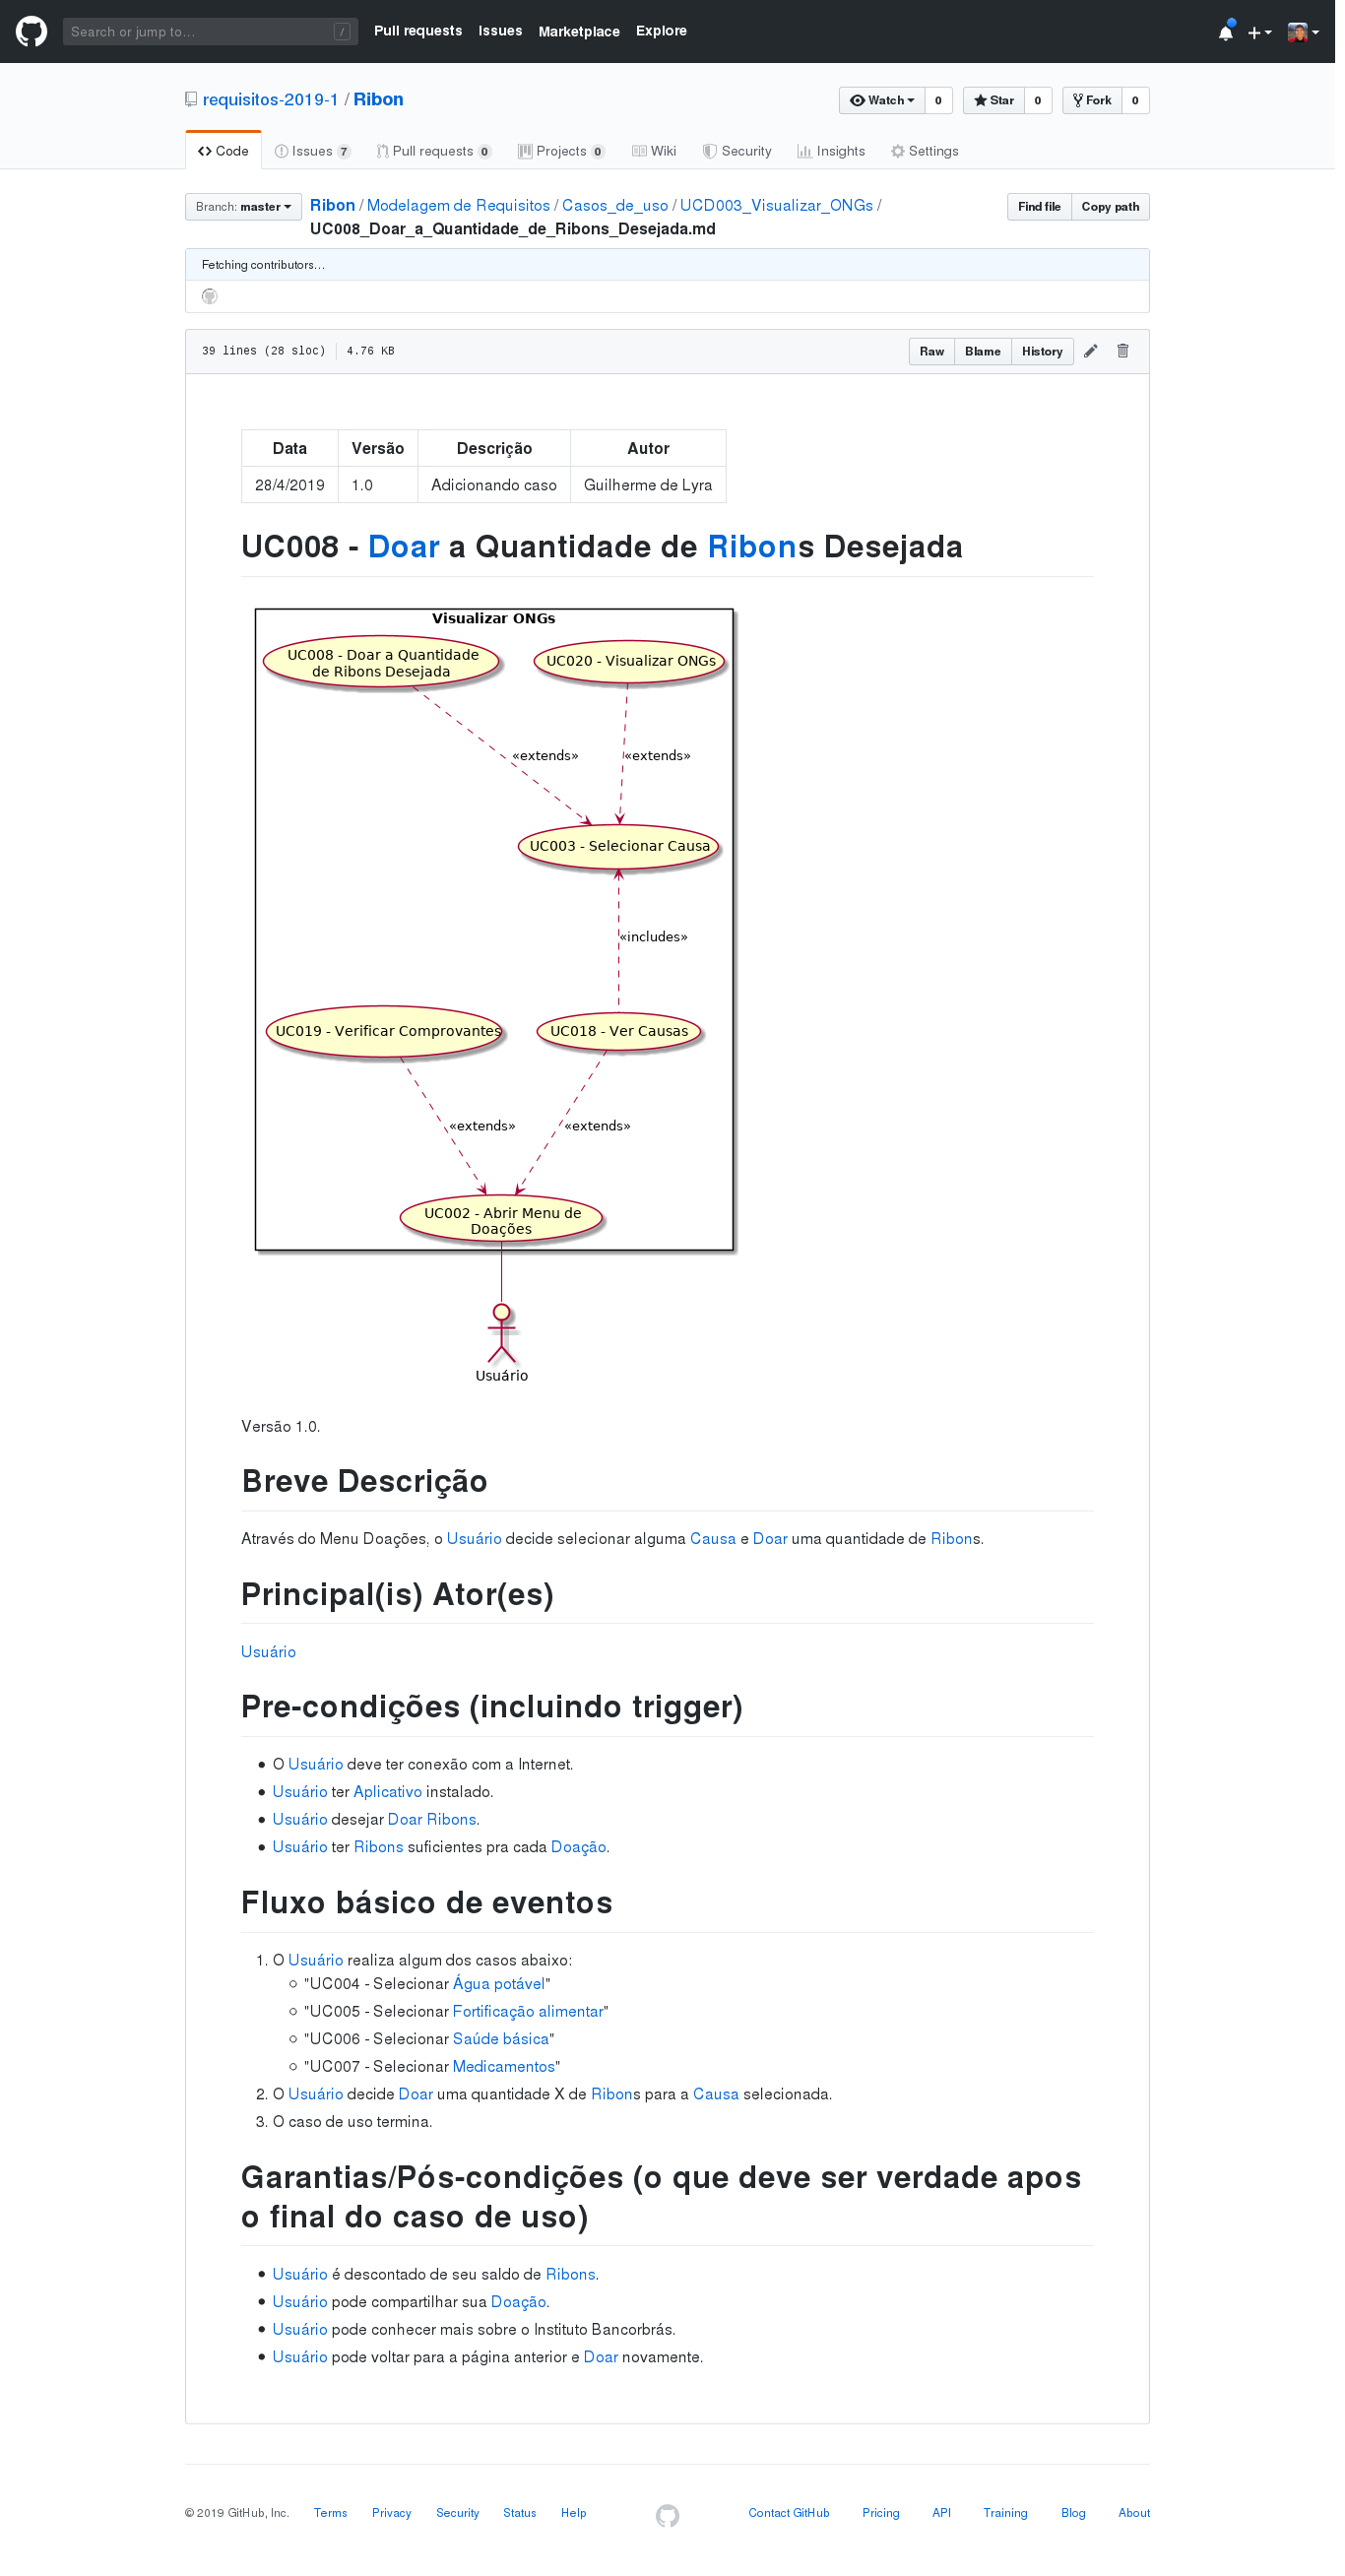 Search or jump to… /
Pull requests Issues Marketplace Explore
requisitos-2019-1 / Ribon
Watch 0 Star 0 Fork 0
Code Issues 7 Pull requests 0 Projects 0 Wiki Security Insights Settings
Branch: master Ribon / Modelagem de Requisitos / Casos_de_uso / UCD003_Visualizar_ONGs /
UC008_Doar_a_Quantidade_de_Ribons_Desejada.md
Find file Copy path
Fetching contributors…
39 lines (28 sloc) 4.76 KB
Raw Blame History
Data Versão Descrição Autor
28/4/2019 1.0 Adicionando caso Guilherme de Lyra
UC008 - Doar a Quantidade de Ribons Desejada
Visualizar ONGs
UC008 - Doar a Quantidade
de Ribons Desejada
UC020 - Visualizar ONGs
«extends»
«extends»
UC003 - Selecionar Causa
«includes»
UC019 - Verificar Comprovantes
UC018 - Ver Causas
«extends»
«extends»
UC002 - Abrir Menu de
Doações
Usuário
Versão 1.0.
Breve Descrição
Através do Menu Doações, o Usuário decide selecionar alguma Causa e Doar uma quantidade de Ribons.
Principal(is) Ator(es)
Usuário
Pre-condições (incluindo trigger)
• O Usuário deve ter conexão com a Internet.
• Usuário ter Aplicativo instalado.
• Usuário desejar Doar Ribons.
• Usuário ter Ribons suficientes pra cada Doação.
Fluxo básico de eventos
1. O Usuário realiza algum dos casos abaixo:
○ "UC004 - Selecionar Água potável"
○ "UC005 - Selecionar Fortificação alimentar"
○ "UC006 - Selecionar Saúde básica"
○ "UC007 - Selecionar Medicamentos"
2. O Usuário decide Doar uma quantidade X de Ribons para a Causa selecionada.
3. O caso de uso termina.
Garantias/Pós-condições (o que deve ser verdade apos
o final do caso de uso)
• Usuário é descontado de seu saldo de Ribons.
• Usuário pode compartilhar sua Doação.
• Usuário pode conhecer mais sobre o Instituto Bancorbrás.
• Usuário pode voltar para a página anterior e Doar novamente.
© 2019 GitHub, Inc. Terms Privacy Security Status Help Contact GitHub Pricing API Training Blog About